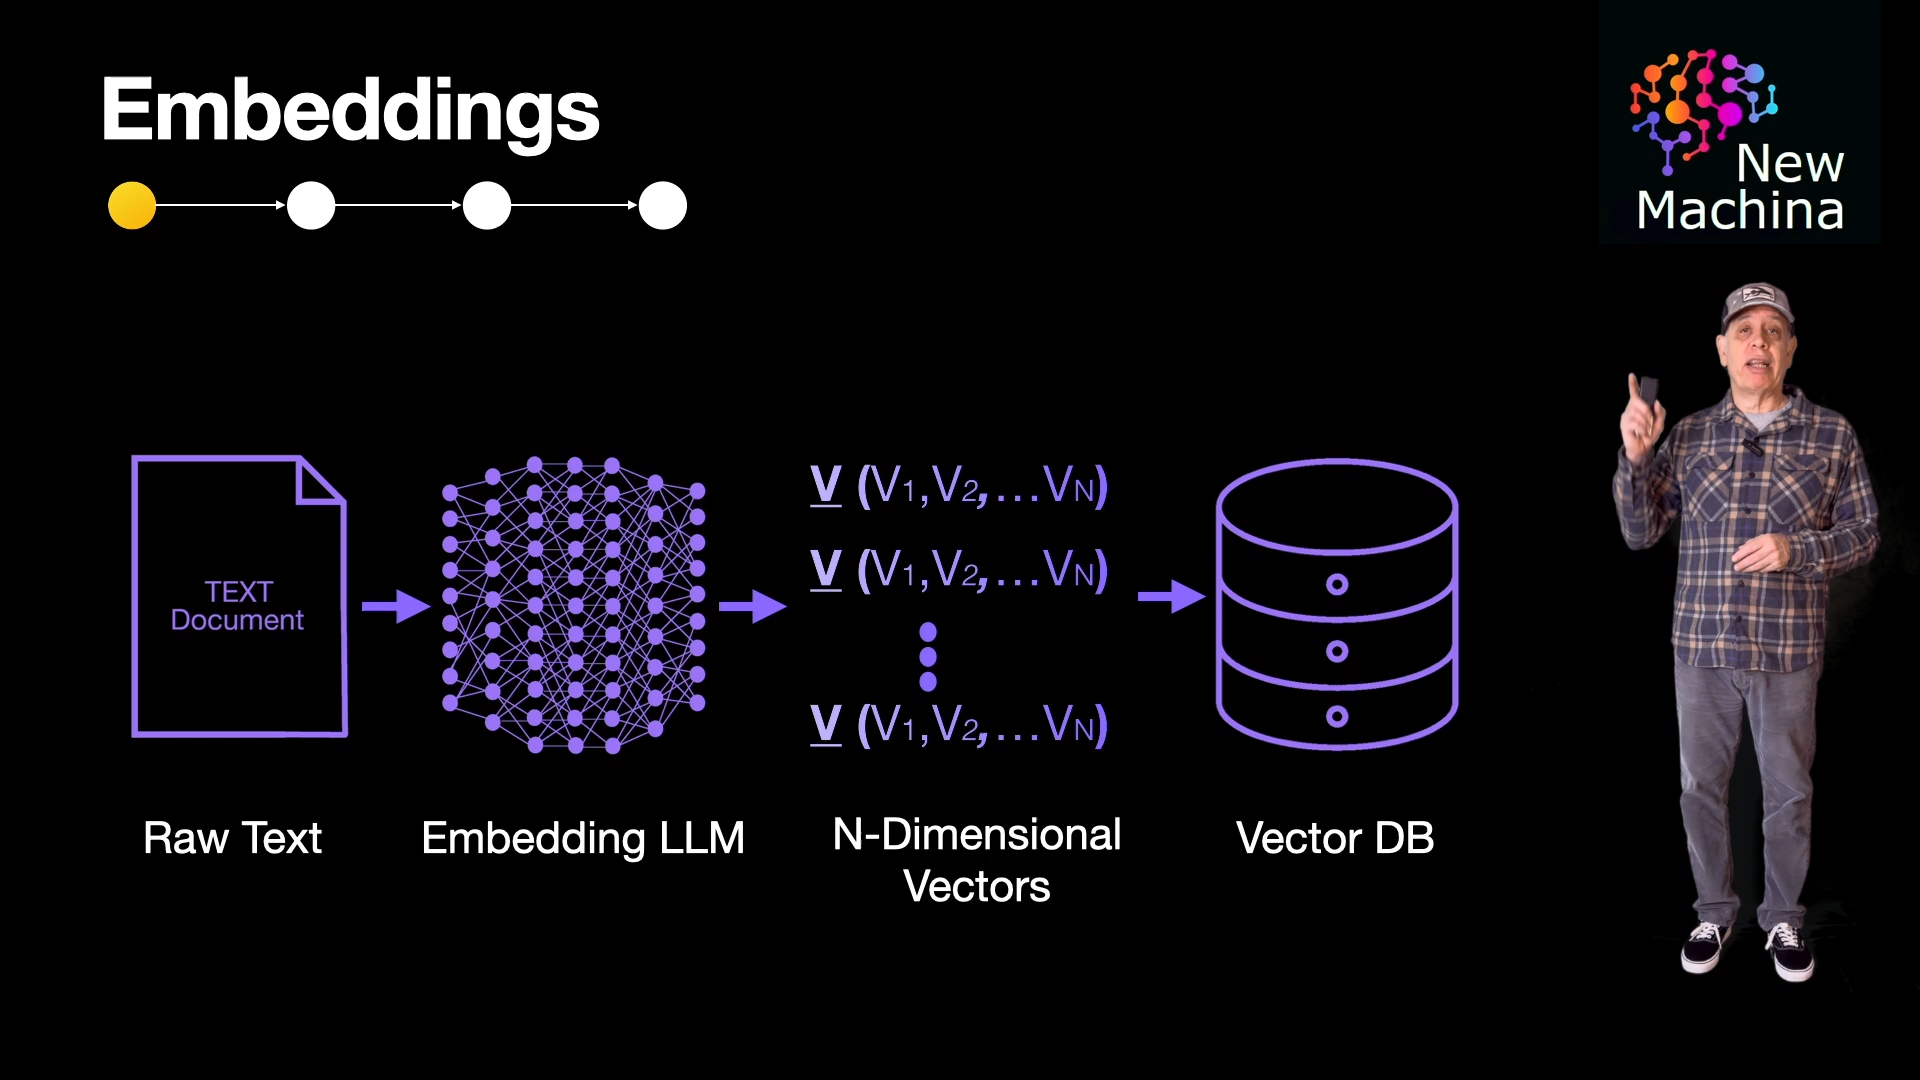 Embeddings
New
Machina
TEXT
Document
V (V1,V2,...VN)
V (V1,V2,...VN)
V (V1,V2,...VN)
Raw Text
Embedding LLM
N-Dimensional
Vectors
Vector DB